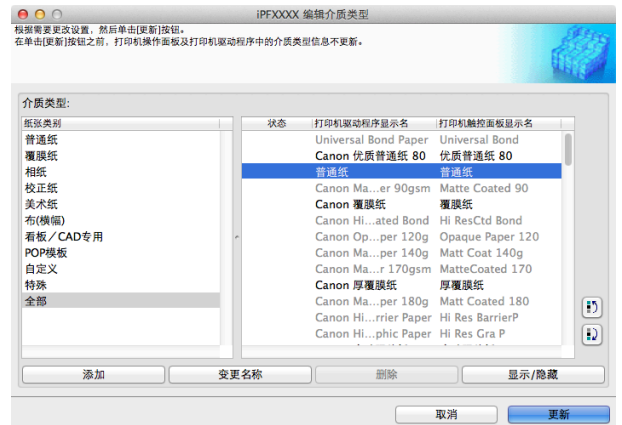 iPFXXXX 编辑介质类型
根据需要更改设置，然后单击[更新]按钮。
在单击[更新]按钮之前，打印机操作面板及打印机驱动程序中的介质类型信息不更新。
介质类型:
纸张类别
普通纸
覆膜纸
相纸
校正纸
美术纸
布(横幅)
看板／CAD专用
POP模板
自定义
特殊
全部
状态 打印机驱动程序显示名 打印机触控面板显示名
Universal Bond Paper Universal Bond
Canon 优质普通纸 80 优质普通纸 80
普通纸 普通纸
Canon Ma...er 90gsm Matte Coated 90
Canon 覆膜纸 覆膜纸
Canon Hi...ated Bond Hi ResCtd Bond
Canon Op...per 120g Opaque Paper 120
Canon Ma...per 140g Matt Coat 140g
Canon Ma...r 170gsm MatteCoated 170
Canon 厚覆膜纸 厚覆膜纸
Canon Ma...per 180g Matt Coated 180
Canon Hi...rrier Paper Hi Res BarrierP
Canon Hi...phic Paper Hi Res Gra P
添加 变更名称 删除 显示/隐藏
取消 更新